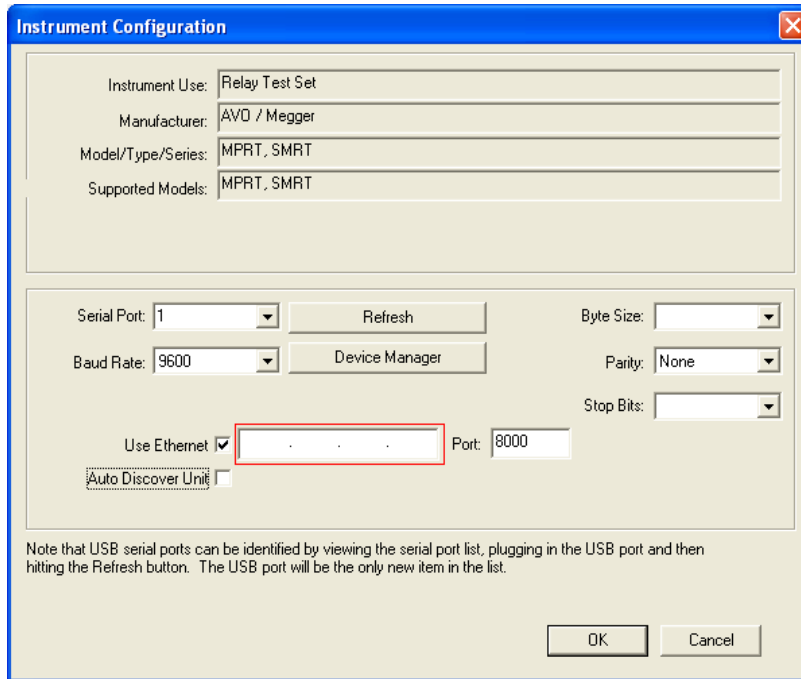 Instrument Configuration
Instrument Use: Relay Test Set
Manufacturer: AVO / Megger
Model/Type/Series: MPRT, SMRT
Supported Models: MPRT, SMRT
Serial Port: 1 Refresh Byte Size:
Baud Rate: 9600 Device Manager Parity: None
Stop Bits:
Use Ethernet . . . Port: 8000
Auto Discover Unit
Note that USB serial ports can be identified by viewing the serial port list, plugging in the USB port and then
hitting the Refresh button. The USB port will be the only new item in the list.
OK Cancel